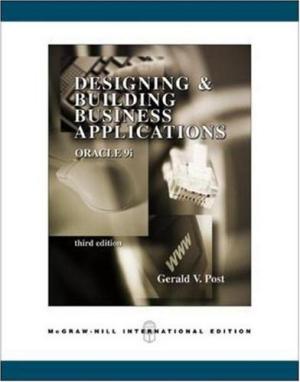 DESIGNING &
BUILDING
BUSINESS
APPLICATIONS
ORACLE 9i
third edition
WWW
Gerald V. Post
McGRAW-HILL INTERNATIONAL EDITION